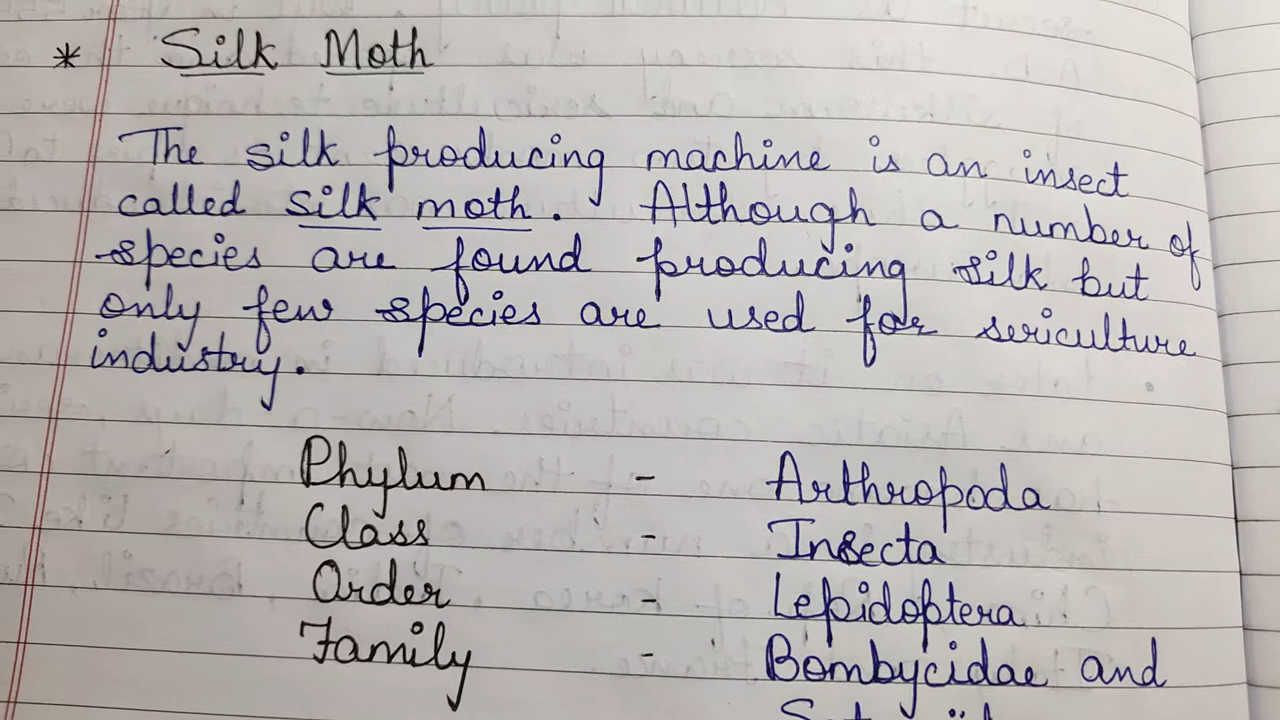 * Silk Moth
The silk producing machine is an insect
called silk moth. Although a number of
species are found producing silk but
only few species are used for sericulture
industry.
Phylum - Arthropoda
Class - Insecta
Order - Lepidoptera
Family - Bombycidae and